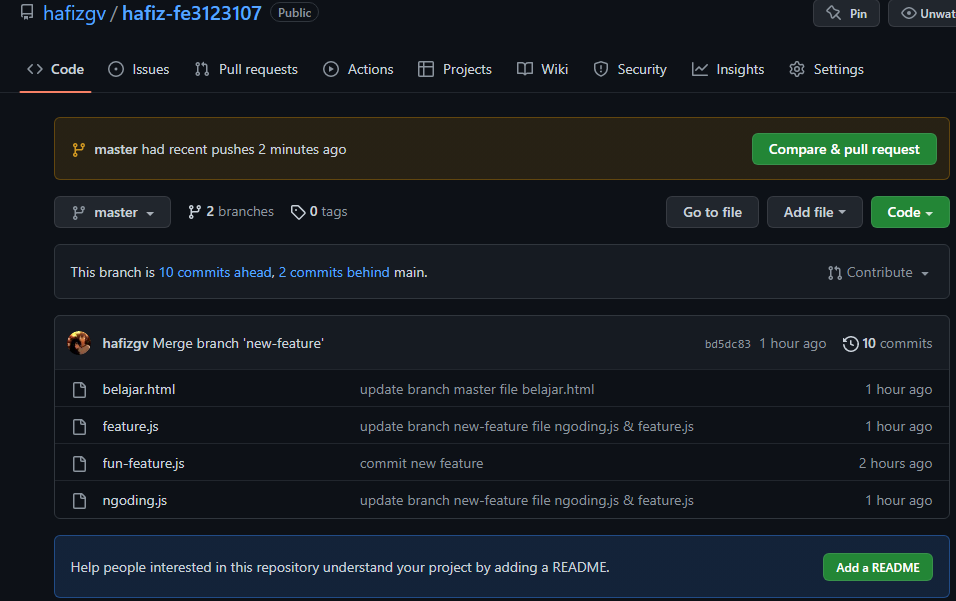 hafizgv / hafiz-fe3123107 Public Pin Unwat
Code Issues Pull requests Actions Projects Wiki Security Insights Settings
master had recent pushes 2 minutes ago Compare & pull request
master 2 branches 0 tags Go to file Add file Code
This branch is 10 commits ahead, 2 commits behind main. Contribute
hafizgv Merge branch 'new-feature' bd5dc83 1 hour ago 10 commits
belajar.html update branch master file belajar.html 1 hour ago
feature.js update branch new-feature file ngoding.js & feature.js 1 hour ago
fun-feature.js commit new feature 2 hours ago
ngoding.js update branch new-feature file ngoding.js & feature.js 1 hour ago
Help people interested in this repository understand your project by adding a README. Add a README